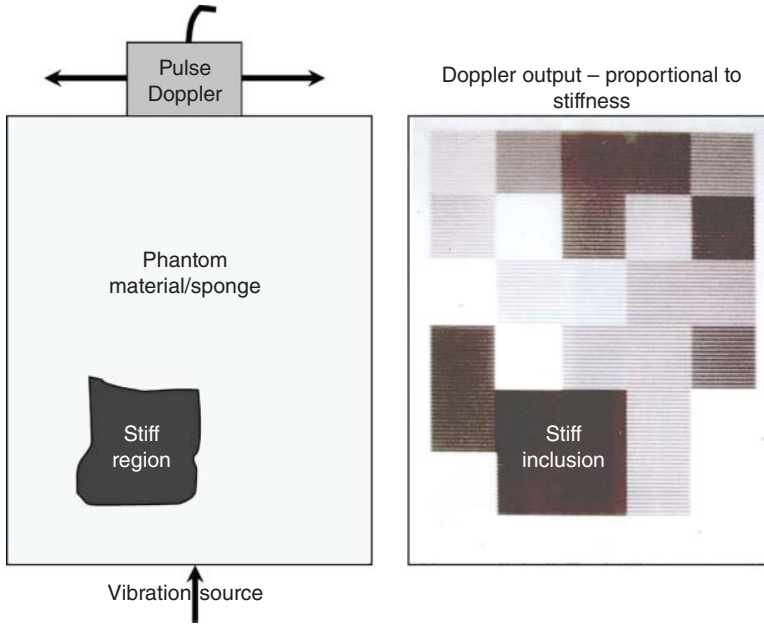 Pulse
Doppler
Doppler output – proportional to
stiffness
Phantom
material/sponge
Stiff
region
Stiff
inclusion
Vibration source